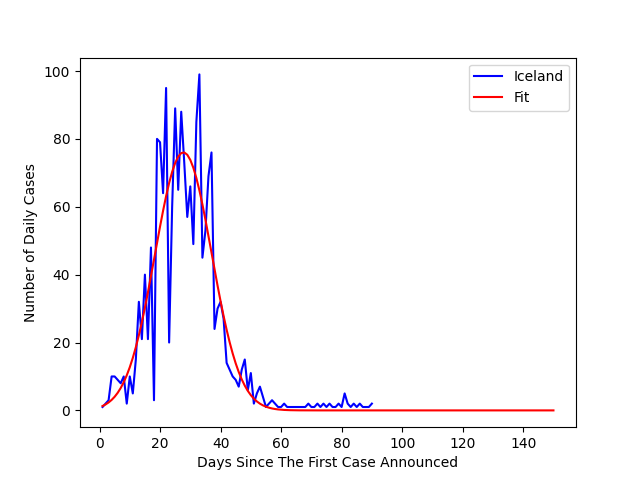 Iceland
Fit
Number of Daily Cases
100
80
60
40
20
0
0 20 40 60 80 100 120 140
Days Since The First Case Announced